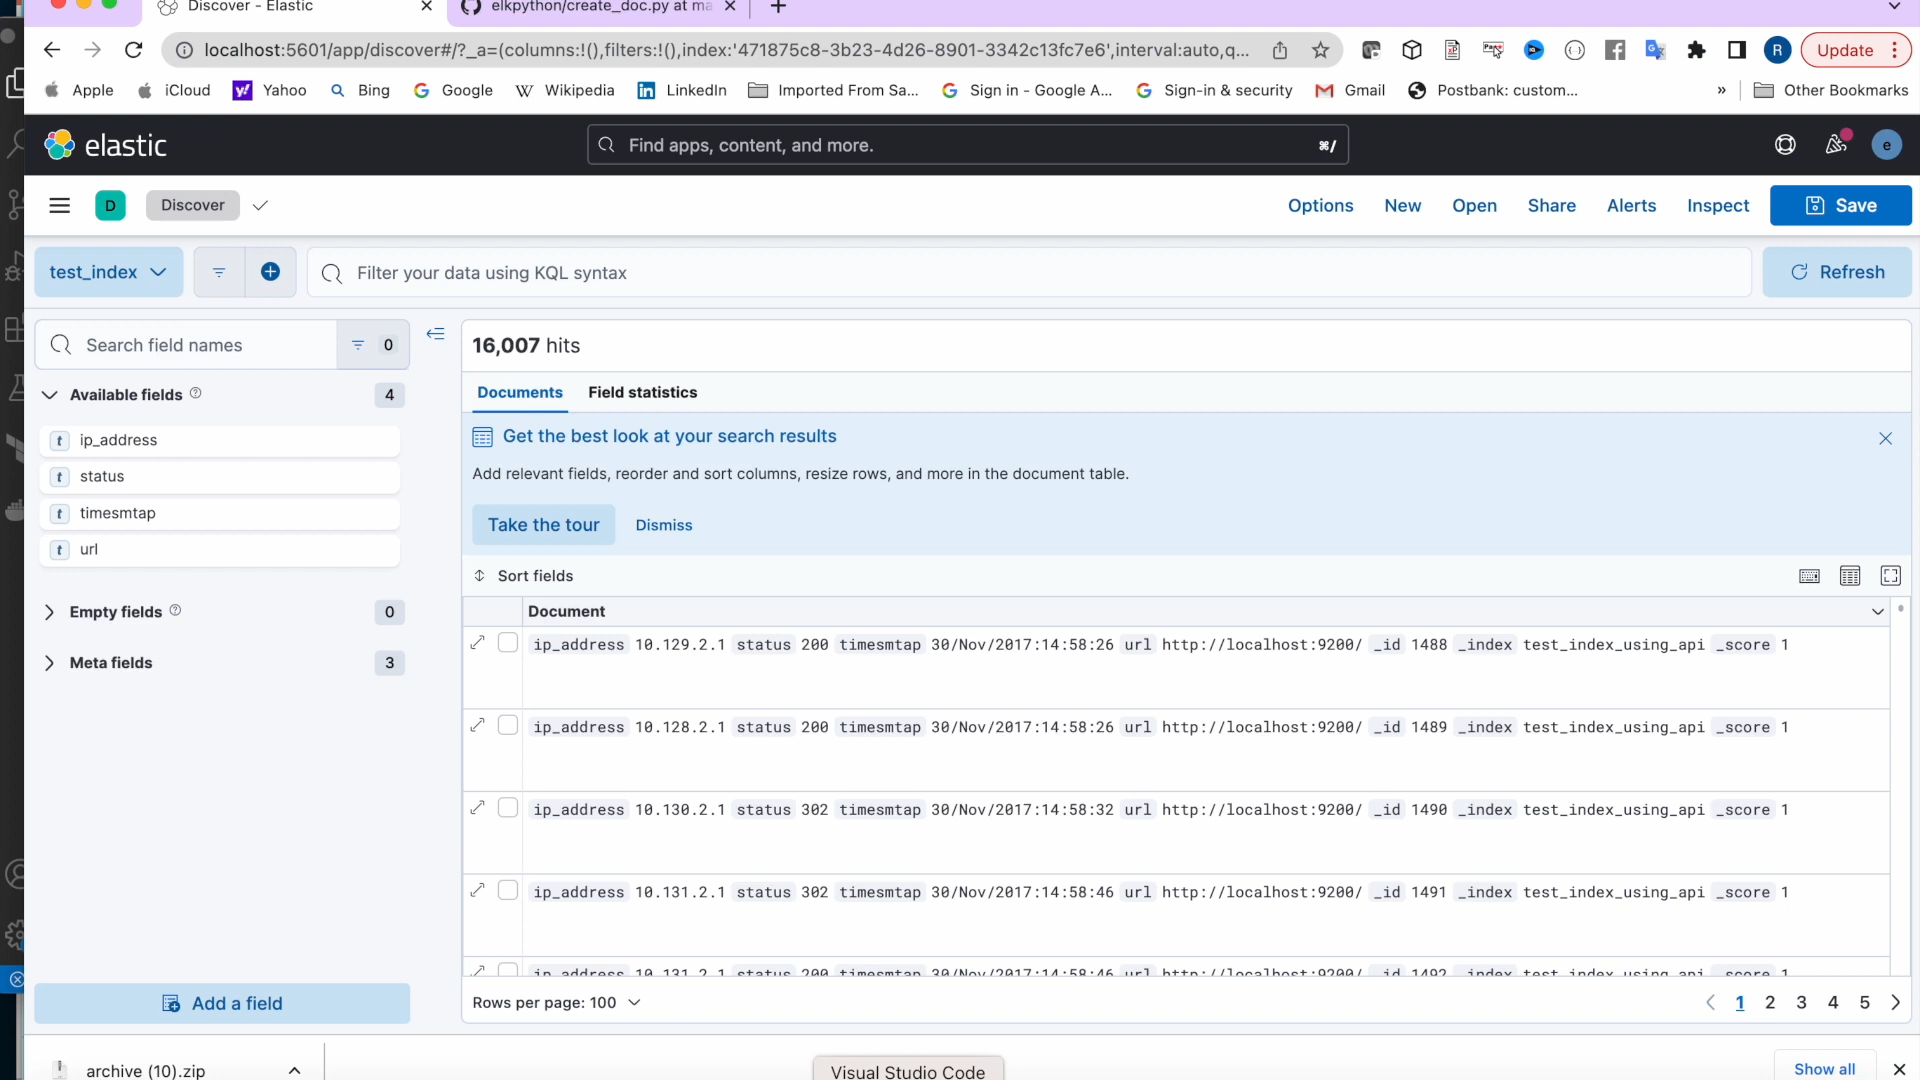 Discover - Elastic
elkpython/create_doc.py at ma
localhost:5601/app/discover#/?_a=(columns:!(),filters:!(),index:'471875c8-3b23-4d26-8901-3342c13fc7e6',interval:auto,q...
R
Update
Apple
iCloud
Yahoo
Bing
Google
Wikipedia
LinkedIn
Imported From Sa...
Sign in - Google A...
Sign-in & security
Gmail
Postbank: custom...
»
Other Bookmarks
elastic
Find apps, content, and more.
⌘/
e
D
Discover
Options
New
Open
Share
Alerts
Inspect
Save
test_index
Filter your data using KQL syntax
Refresh
Search field names
0
16,007 hits
Available fields
4
Documents
Field statistics
t ip_address
t status
t timesmtap
t url
Get the best look at your search results
Add relevant fields, reorder and sort columns, resize rows, and more in the document table.
Take the tour
Dismiss
Empty fields
0
Meta fields
3
Sort fields
Document
ip_address 10.129.2.1 status 200 timesmtap 30/Nov/2017:14:58:26 url http://localhost:9200/ _id 1488 _index test_index_using_api _score 1
ip_address 10.128.2.1 status 200 timesmtap 30/Nov/2017:14:58:26 url http://localhost:9200/ _id 1489 _index test_index_using_api _score 1
ip_address 10.130.2.1 status 302 timesmtap 30/Nov/2017:14:58:32 url http://localhost:9200/ _id 1490 _index test_index_using_api _score 1
ip_address 10.131.2.1 status 302 timesmtap 30/Nov/2017:14:58:46 url http://localhost:9200/ _id 1491 _index test_index_using_api _score 1
ip_address 10.131.2.1 status 200 timesmtap 30/Nov/2017:14:58:46 url http://localhost:9200/ _id 1492 _index test_index_using_api _score 1
Add a field
Rows per page: 100
1 2 3 4 5
archive (10).zip
Visual Studio Code
Show all